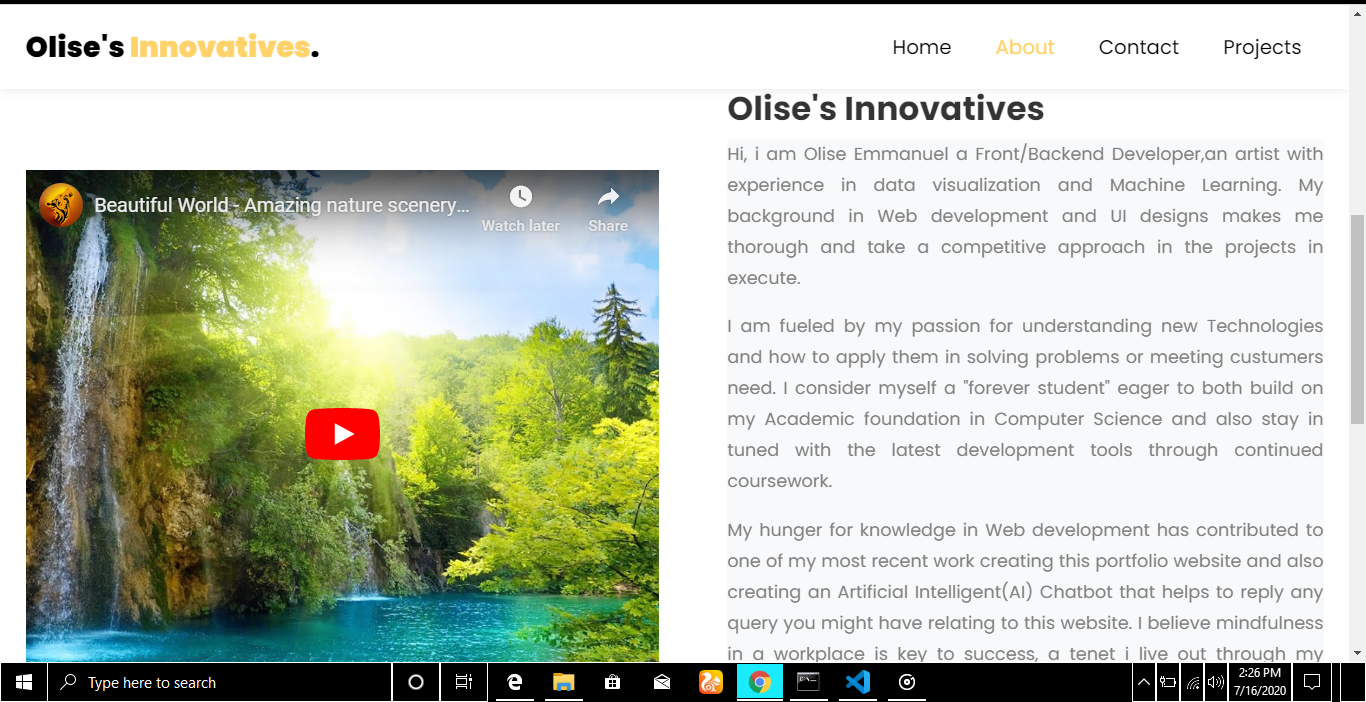 Olise's Innovatives.
Home About Contact Projects
Beautiful World - Amazing nature scenery...
Watch later Share
Olise's Innovatives
Hi, i am Olise Emmanuel a Front/Backend Developer,an artist with
experience in data visualization and Machine Learning. My
background in Web development and UI designs makes me
thorough and take a competitive approach in the projects in
execute.
I am fueled by my passion for understanding new Technologies
and how to apply them in solving problems or meeting custumers
need. I consider myself a "forever student" eager to both build on
my Academic foundation in Computer Science and also stay in
tuned with the latest development tools through continued
coursework.
My hunger for knowledge in Web development has contributed to
one of my most recent work creating this portfolio website and also
creating an Artificial Intelligent(AI) Chatbot that helps to reply any
query you might have relating to this website. I believe mindfulness
in a workplace is key to success, a tenet i live out through my
Type here to search
2:26 PM
7/16/2020